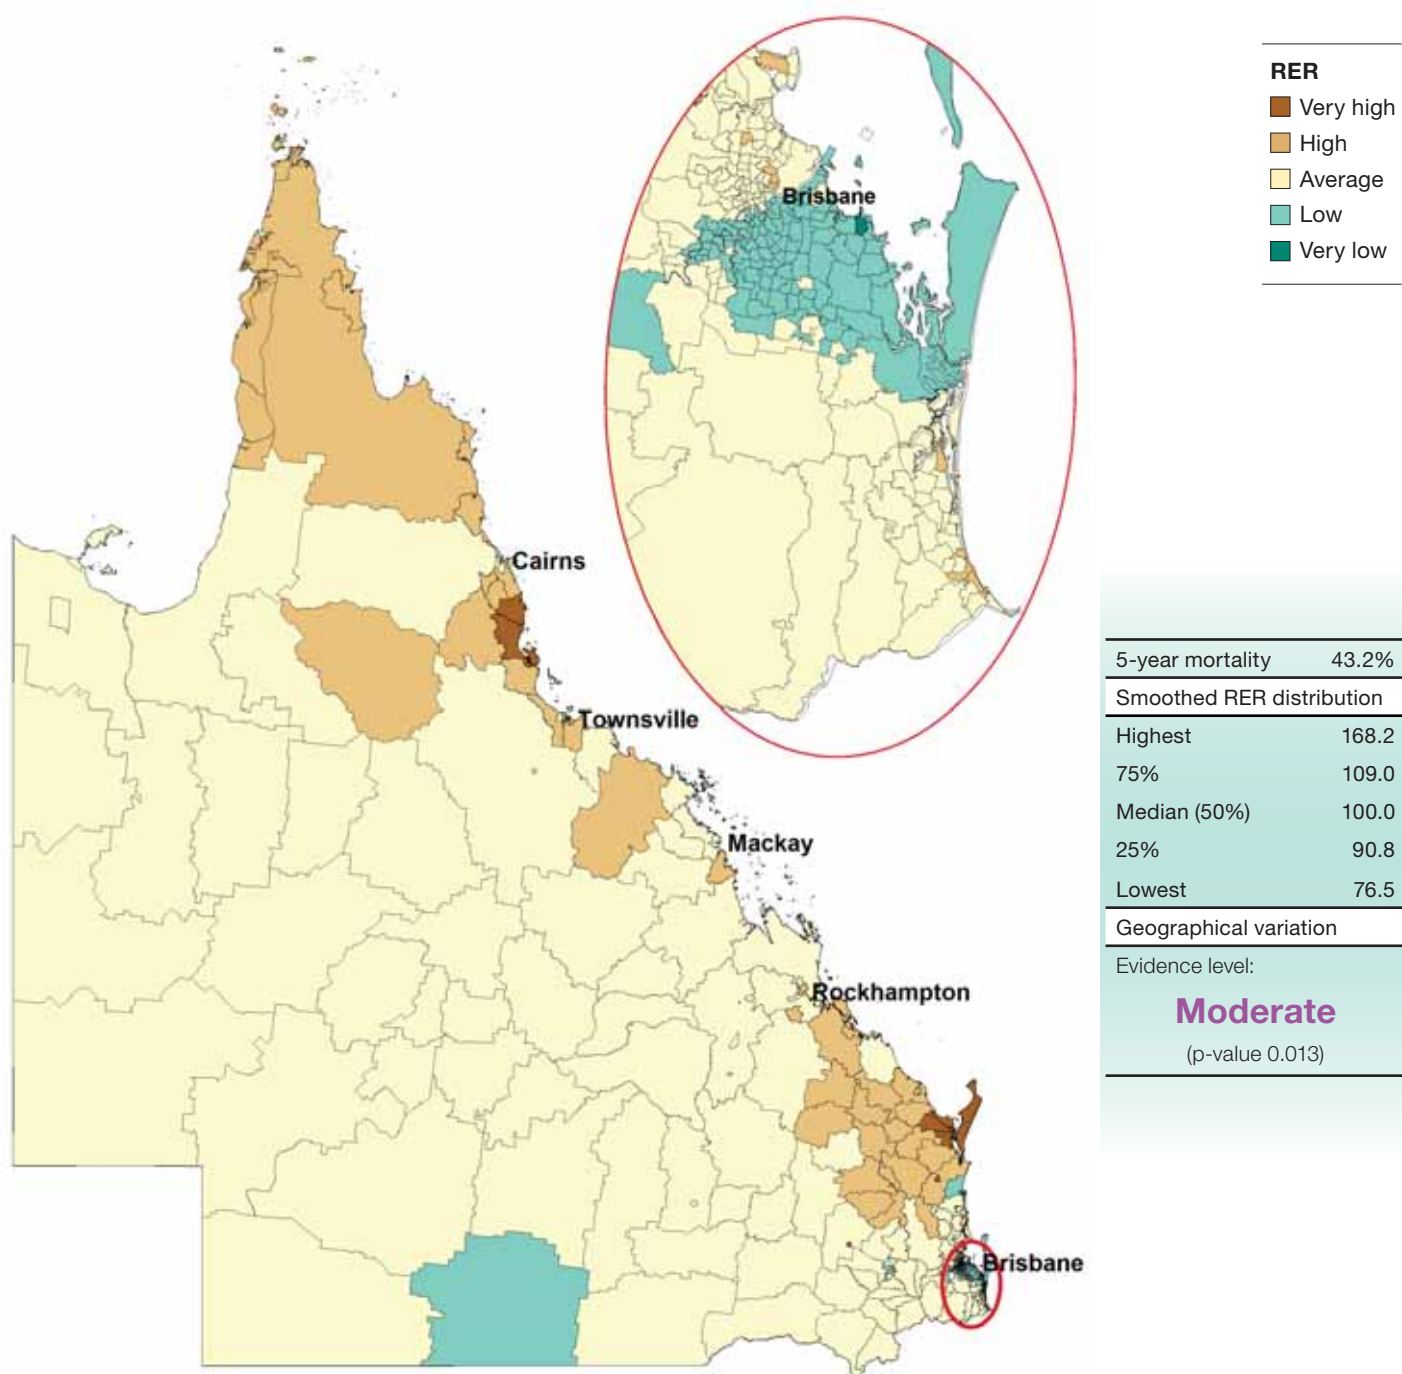 RER
Very high
High
Average
Low
Very low
Brisbane
Cairns
Townsville
Mackay
Rockhampton
Brisbane
5-year mortality 43.2%
Smoothed RER distribution
Highest 168.2
75% 109.0
Median (50%) 100.0
25% 90.8
Lowest 76.5
Geographical variation
Evidence level:
Moderate
(p-value 0.013)